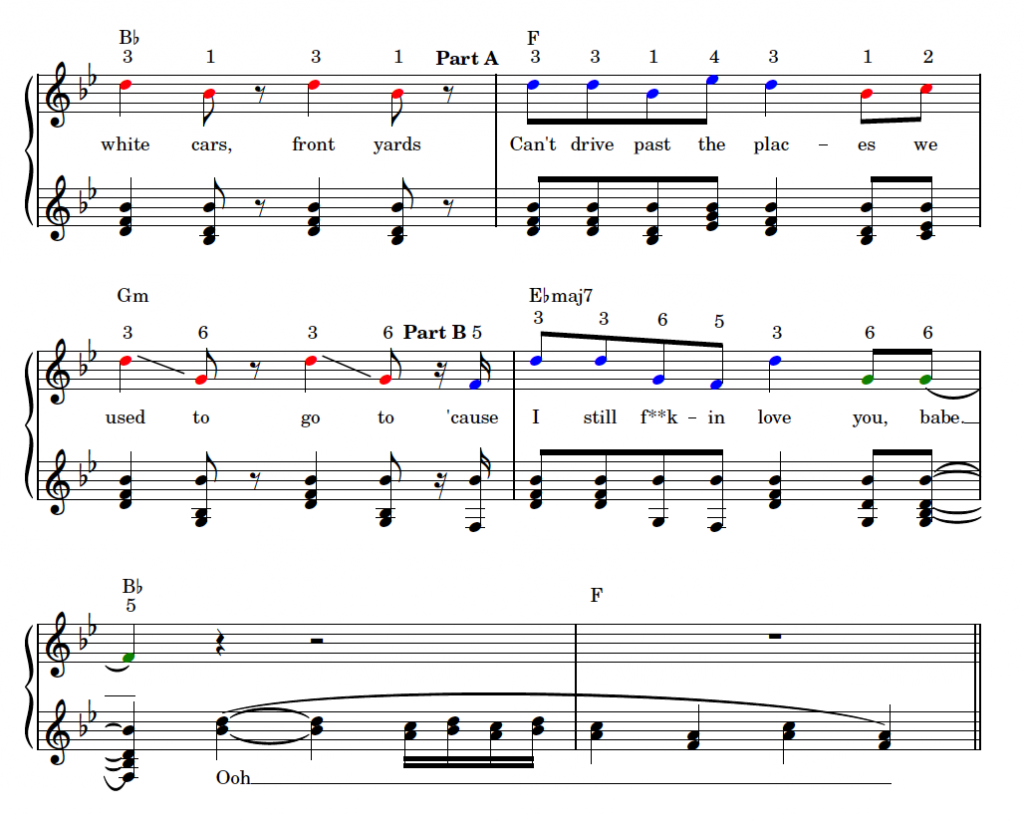 B♭ F
3 1 3 1 Part A 3 3 1 4 3 1 2
white cars, front yards Can't drive past the plac – es we
Gm E♭maj7
3 6 3 6 Part B 5 3 3 6 5 3 6 6
used to go to 'cause I still f**k – in love you, babe.
B♭ F
5
Ooh